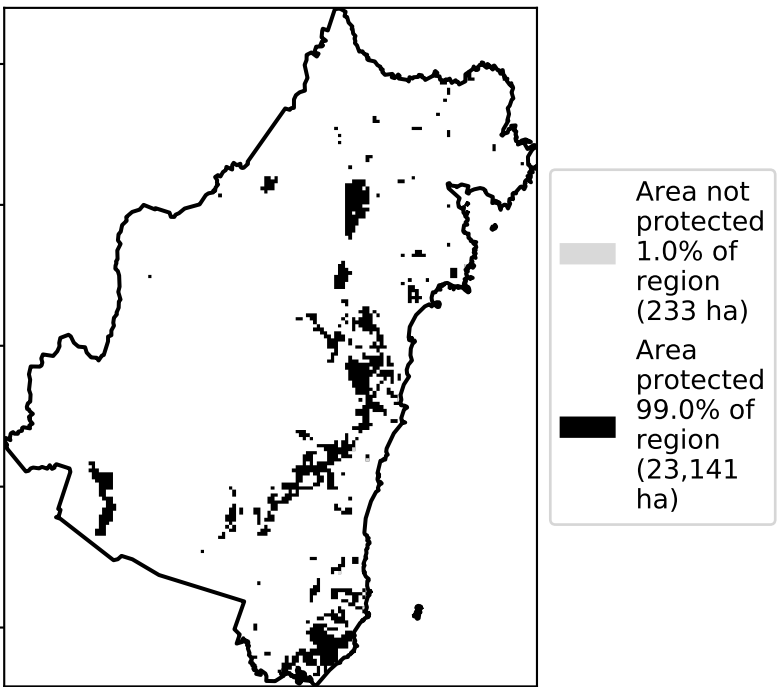 Area not
protected
1.0% of
region
(233 ha)
Area
protected
99.0% of
region
(23,141
ha)